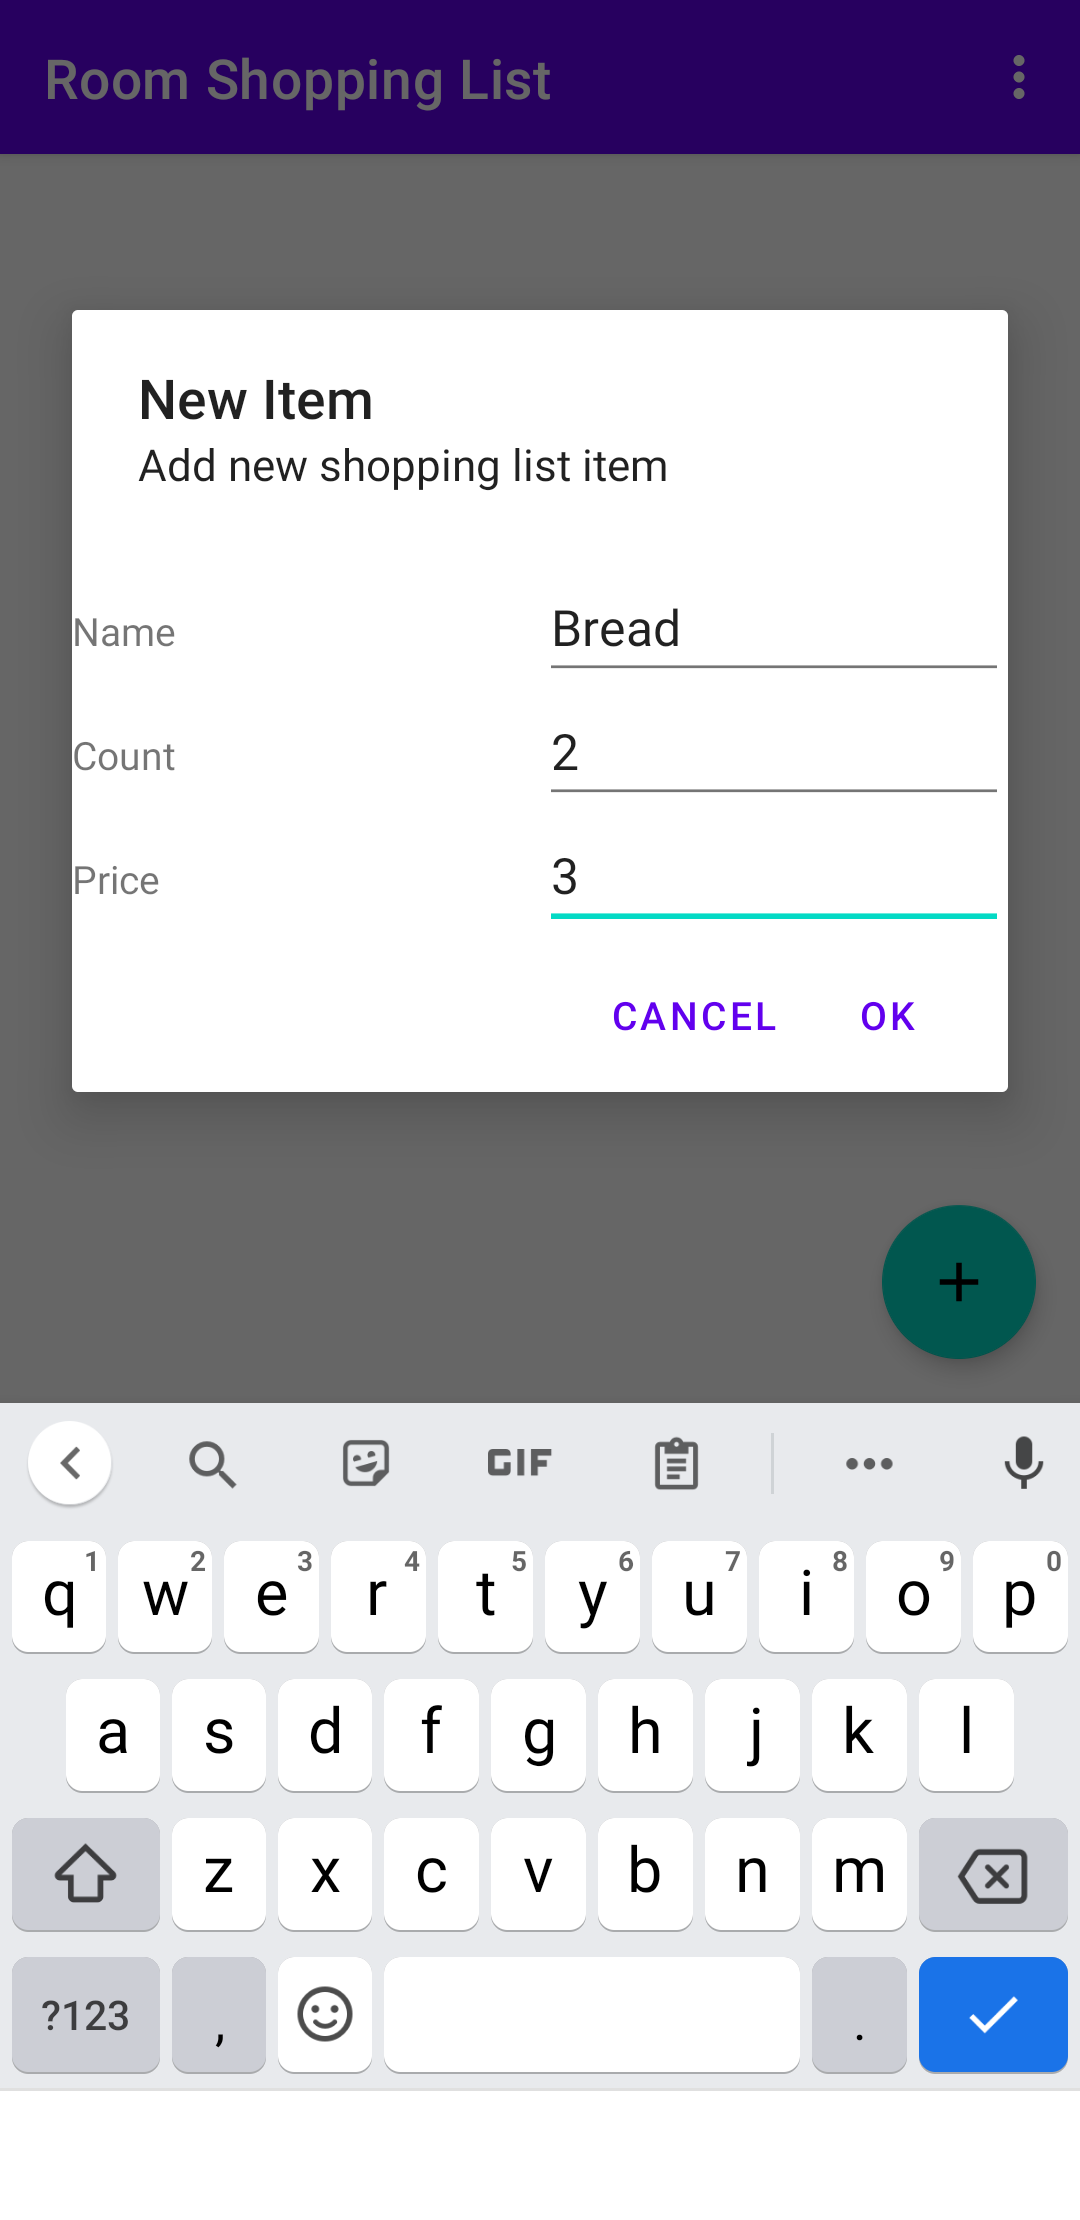 Room Shopping List
New Item
Add new shopping list item
Name Bread
Count 2
Price 3
CANCEL OK
GIF
q 1 w 2 e 3 r 4 t 5 y 6 u 7 i 8 o 9 p 0
a s d f g h j k l
z x c v b n m
?123 , .